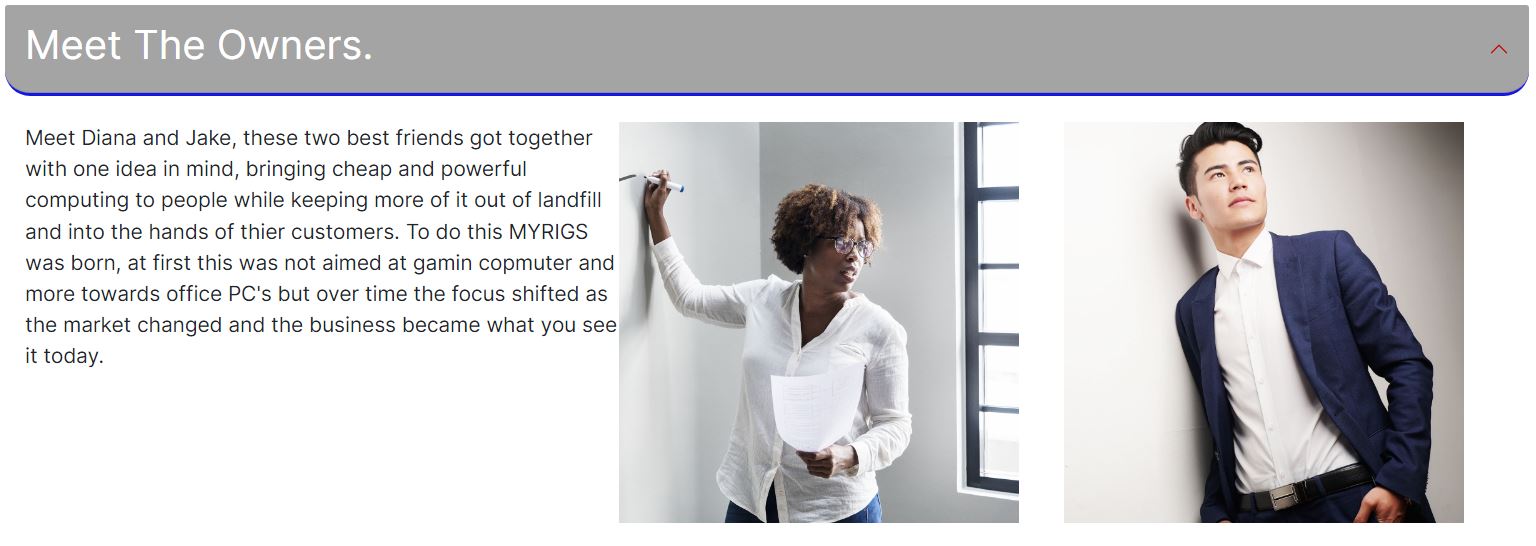 Meet The Owners.
Meet Diana and Jake, these two best friends got together
with one idea in mind, bringing cheap and powerful
computing to people while keeping more of it out of landfill
and into the hands of thier customers. To do this MYRIGS
was born, at first this was not aimed at gamin copmuter and
more towards office PC's but over time the focus shifted as
the market changed and the business became what you see
it today.